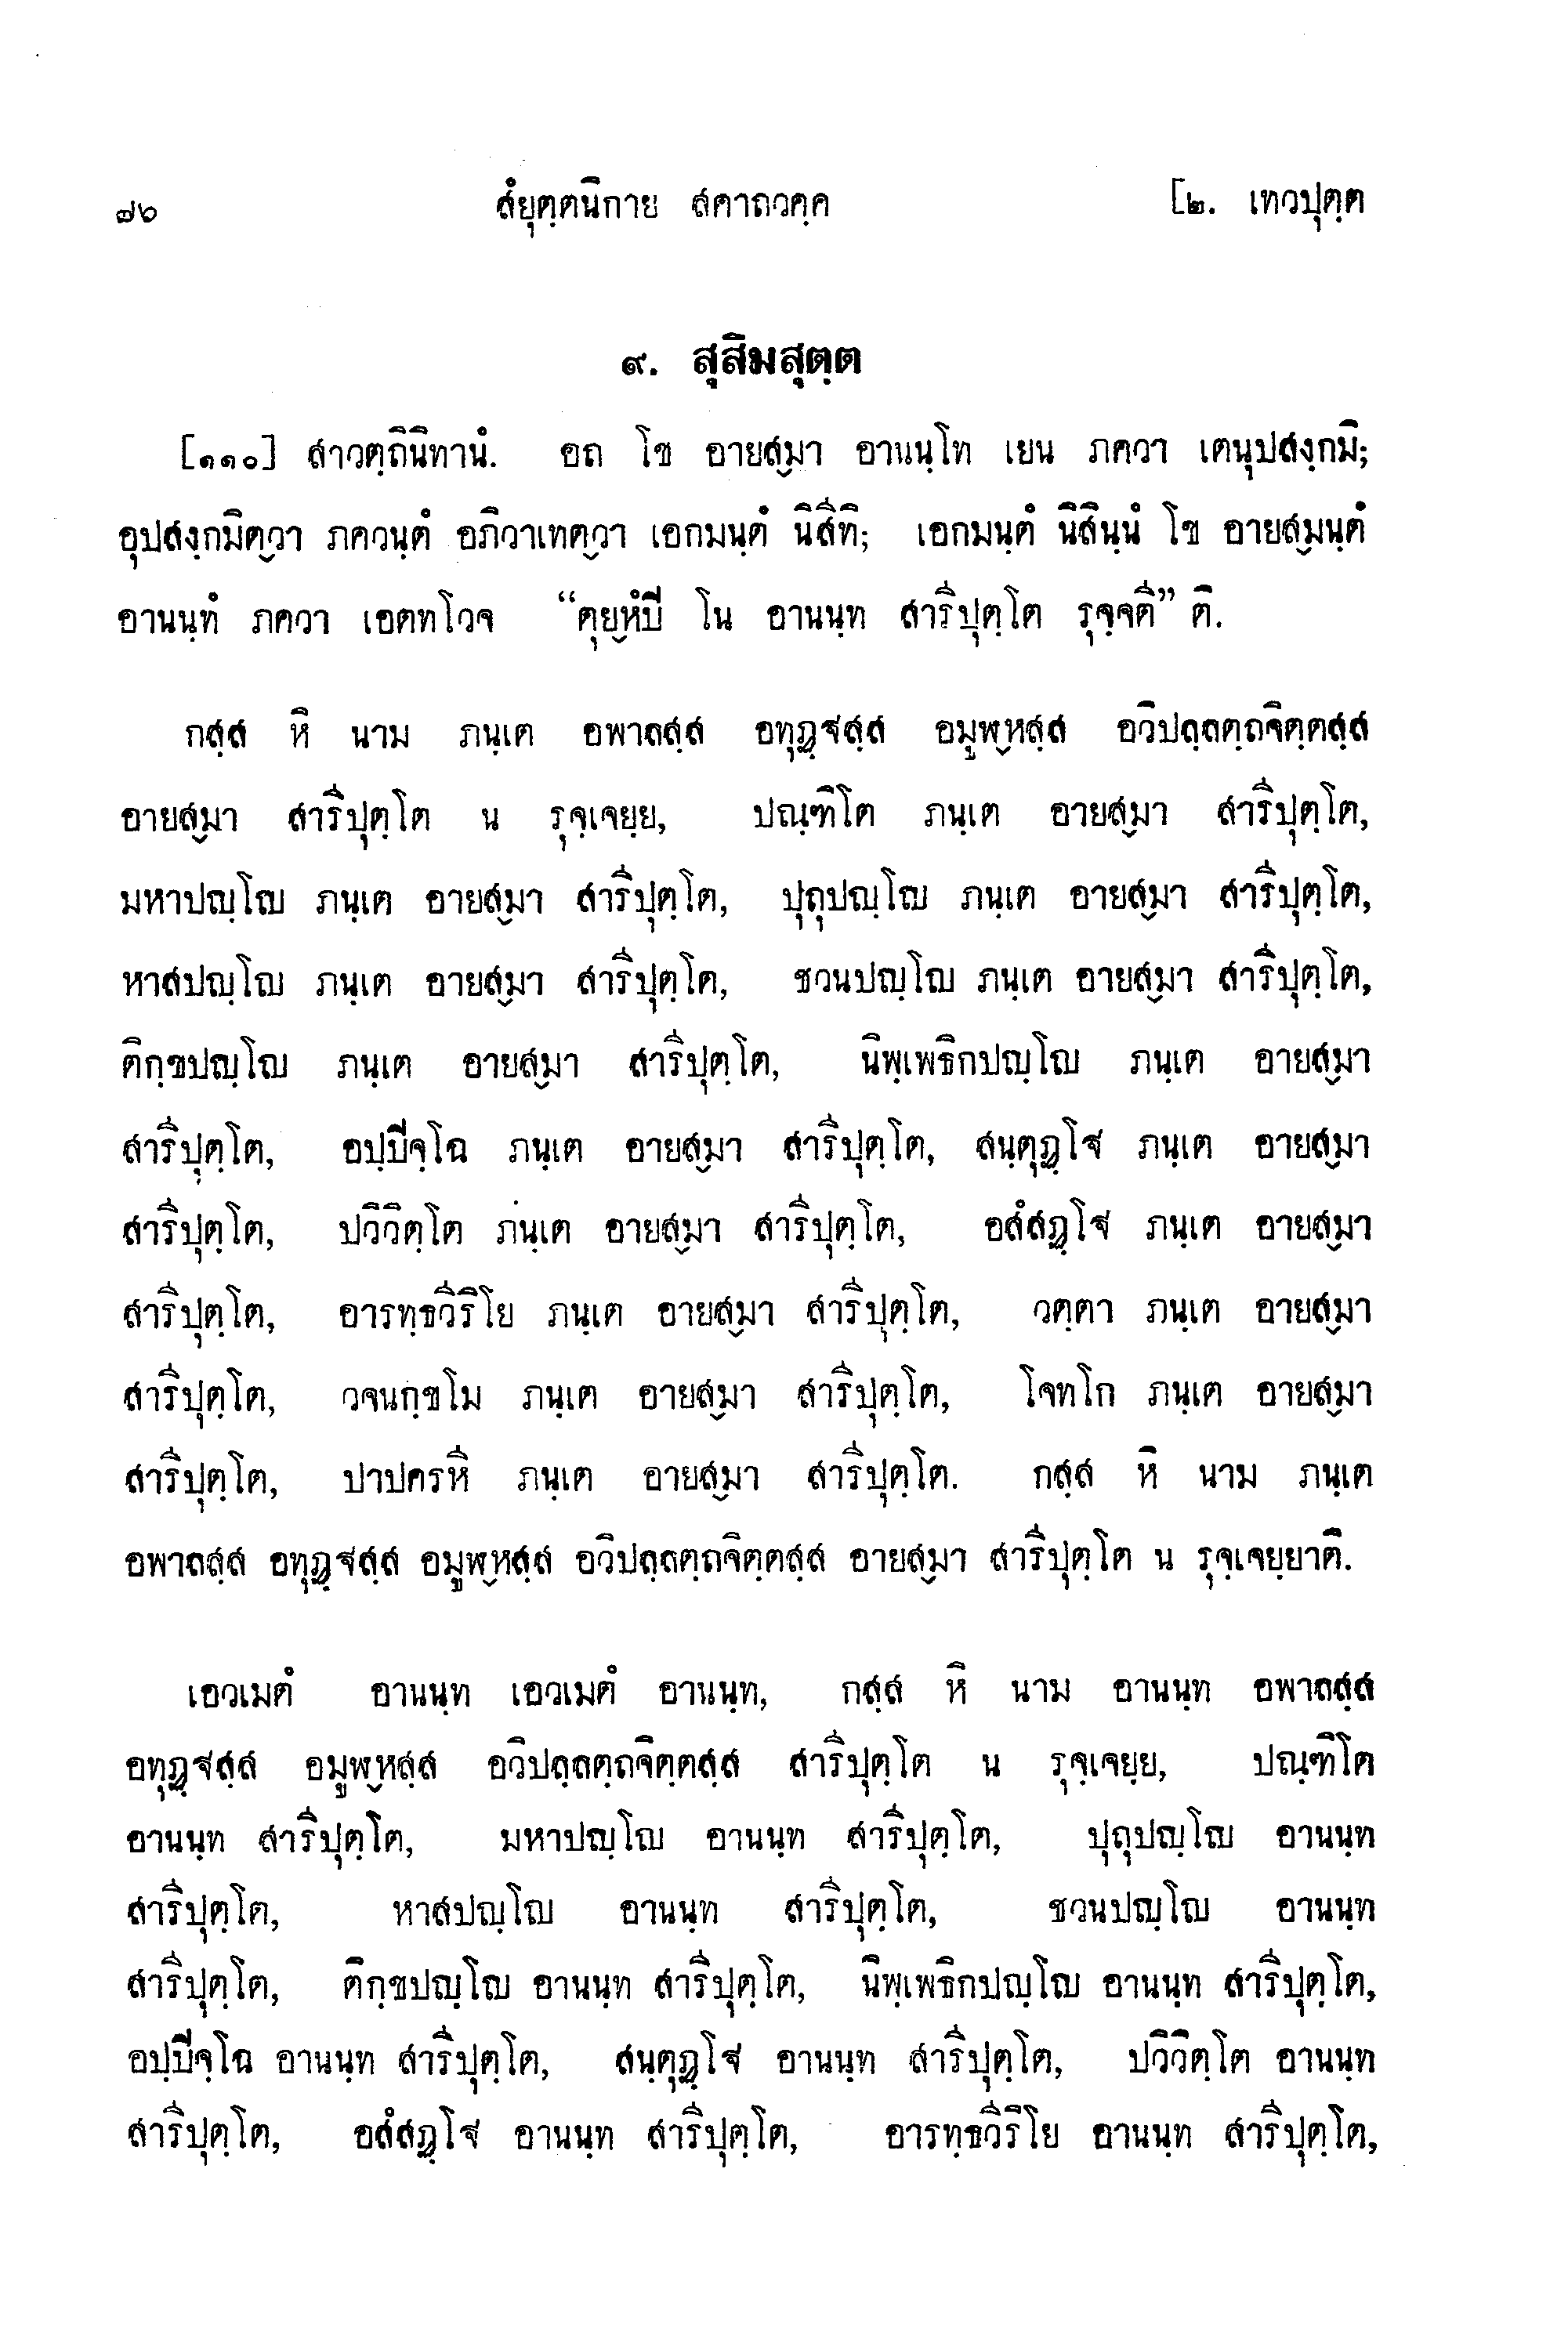 ๗๖ สํยุตฺตนิกาย สคาถวคฺค [๒. เทวปุตฺต
๙. สุสิมสุตฺต
[๑๑๐] สาวตฺถินิทานํ. อถ โข อายสฺมา อานนฺโท เยน ภควา เตนุปสงฺกมิ;
อุปสงฺกมิตฺวา ภควนฺตํ อภิวาเทตฺวา เอกมนฺตํ นิสีทิ; เอกมนฺตํ นิสินฺนํ โข อายสฺมนฺตํ
อานนฺทํ ภควา เอตทโวจ “ตุยฺหํปี โน อานนฺท สารีปุตฺโต รุจฺจตี” ติ.
กสฺส หิ นาม ภนฺเต อพาลสฺส อทุฏฺฐสฺส อมูฬฺหสฺส อวิปลฺลตฺถจิตฺตสฺส
อายสฺมา สารีปุตฺโต น รุจฺเจยฺย, ปณฺฑิโต ภนฺเต อายสฺมา สารีปุตฺโต,
มหาปญฺโญ ภนฺเต อายสฺมา สารีปุตฺโต, ปุถุปญฺโญ ภนฺเต อายสฺมา สารีปุตฺโต,
หาสปญฺโญ ภนฺเต อายสฺมา สารีปุตฺโต, ชวนปญฺโญ ภนฺเต อายสฺมา สารีปุตฺโต,
ติกฺขปญฺโญ ภนฺเต อายสฺมา สารีปุตฺโต, นิพฺเพธิกปญฺโญ ภนฺเต อายสฺมา
สารีปุตฺโต, อปฺปิจฺโฉ ภนฺเต อายสฺมา สารีปุตฺโต, สนฺตุฏฺโฐ ภนฺเต อายสฺมา
สารีปุตฺโต, ปวิวิตฺโต ภนฺเต อายสฺมา สารีปุตฺโต, อสํสฏฺโฐ ภนฺเต อายสฺมา
สารีปุตฺโต, อารทฺธวีริโย ภนฺเต อายสฺมา สารีปุตฺโต, วตฺตา ภนฺเต อายสฺมา
สารีปุตฺโต, วจนกฺขโม ภนฺเต อายสฺมา สารีปุตฺโต, โจทโก ภนฺเต อายสฺมา
สารีปุตฺโต, ปาปครหี ภนฺเต อายสฺมา สารีปุตฺโต. กสฺส หิ นาม ภนฺเต
อพาลสฺส อทุฏฺฐสฺส อมูฬฺหสฺส อวิปลฺลตฺถจิตฺตสฺส อายสฺมา สารีปุตฺโต น รุจฺเจยฺยาติ.
เอวเมตํ อานนฺท เอวเมตํ อานนฺท, กสฺส หิ นาม อานนฺท อพาลสฺส
อทุฏฺฐสฺส อมูฬฺหสฺส อวิปลฺลตฺถจิตฺตสฺส สารีปุตฺโต น รุจฺเจยฺย, ปณฺฑิโต
อานนฺท สารีปุตฺโต, มหาปญฺโญ อานนฺท สารีปุตฺโต, ปุถุปญฺโญ อานนฺท
สารีปุตฺโต, หาสปญฺโญ อานนฺท สารีปุตฺโต, ชวนปญฺโญ อานนฺท
สารีปุตฺโต, ติกฺขปญฺโญ อานนฺท สารีปุตฺโต, นิพฺเพธิกปญฺโญ อานนฺท สารีปุตฺโต,
อปฺปิจฺโฉ อานนฺท สารีปุตฺโต, สนฺตุฏฺโฐ อานนฺท สารีปุตฺโต, ปวิวิตฺโต อานนฺท
สารีปุตฺโต, อสํสฏฺโฐ อานนฺท สารีปุตฺโต, อารทฺธวีริโย อานนฺท สารีปุตฺโต,